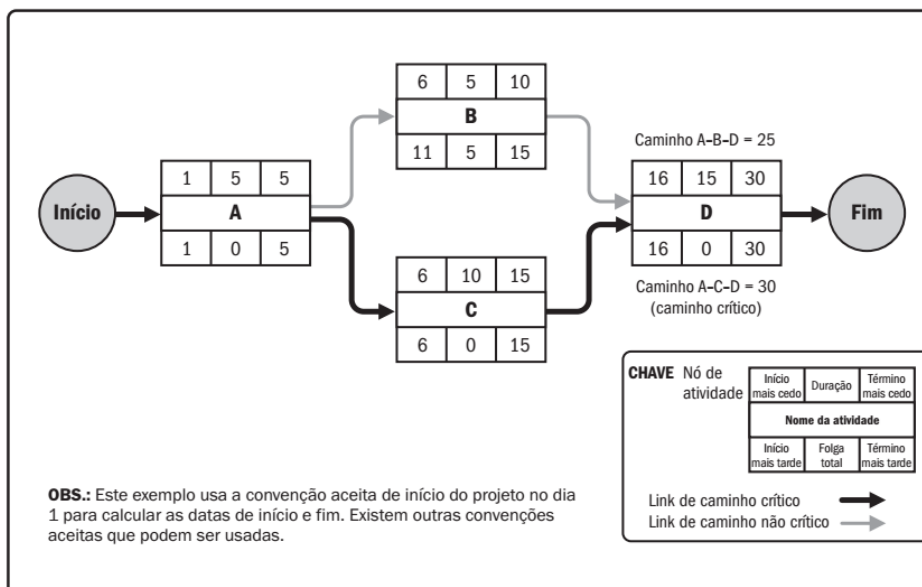 6 5 10
B
11 5 15
Caminho A-B-D = 25
1 5 5
A
1 0 5
Início
16 15 30
D
16 0 30
Fim
6 10 15
C
6 0 15
Caminho A-C-D = 30
(caminho crítico)
CHAVE Nó de
atividade
Início
mais cedo
Duração
Término
mais cedo
Nome da atividade
Início
mais tarde
Folga
total
Término
mais tarde
Link de caminho crítico
Link de caminho não crítico
OBS.: Este exemplo usa a convenção aceita de início do projeto no dia
1 para calcular as datas de início e fim. Existem outras convenções
aceitas que podem ser usadas.